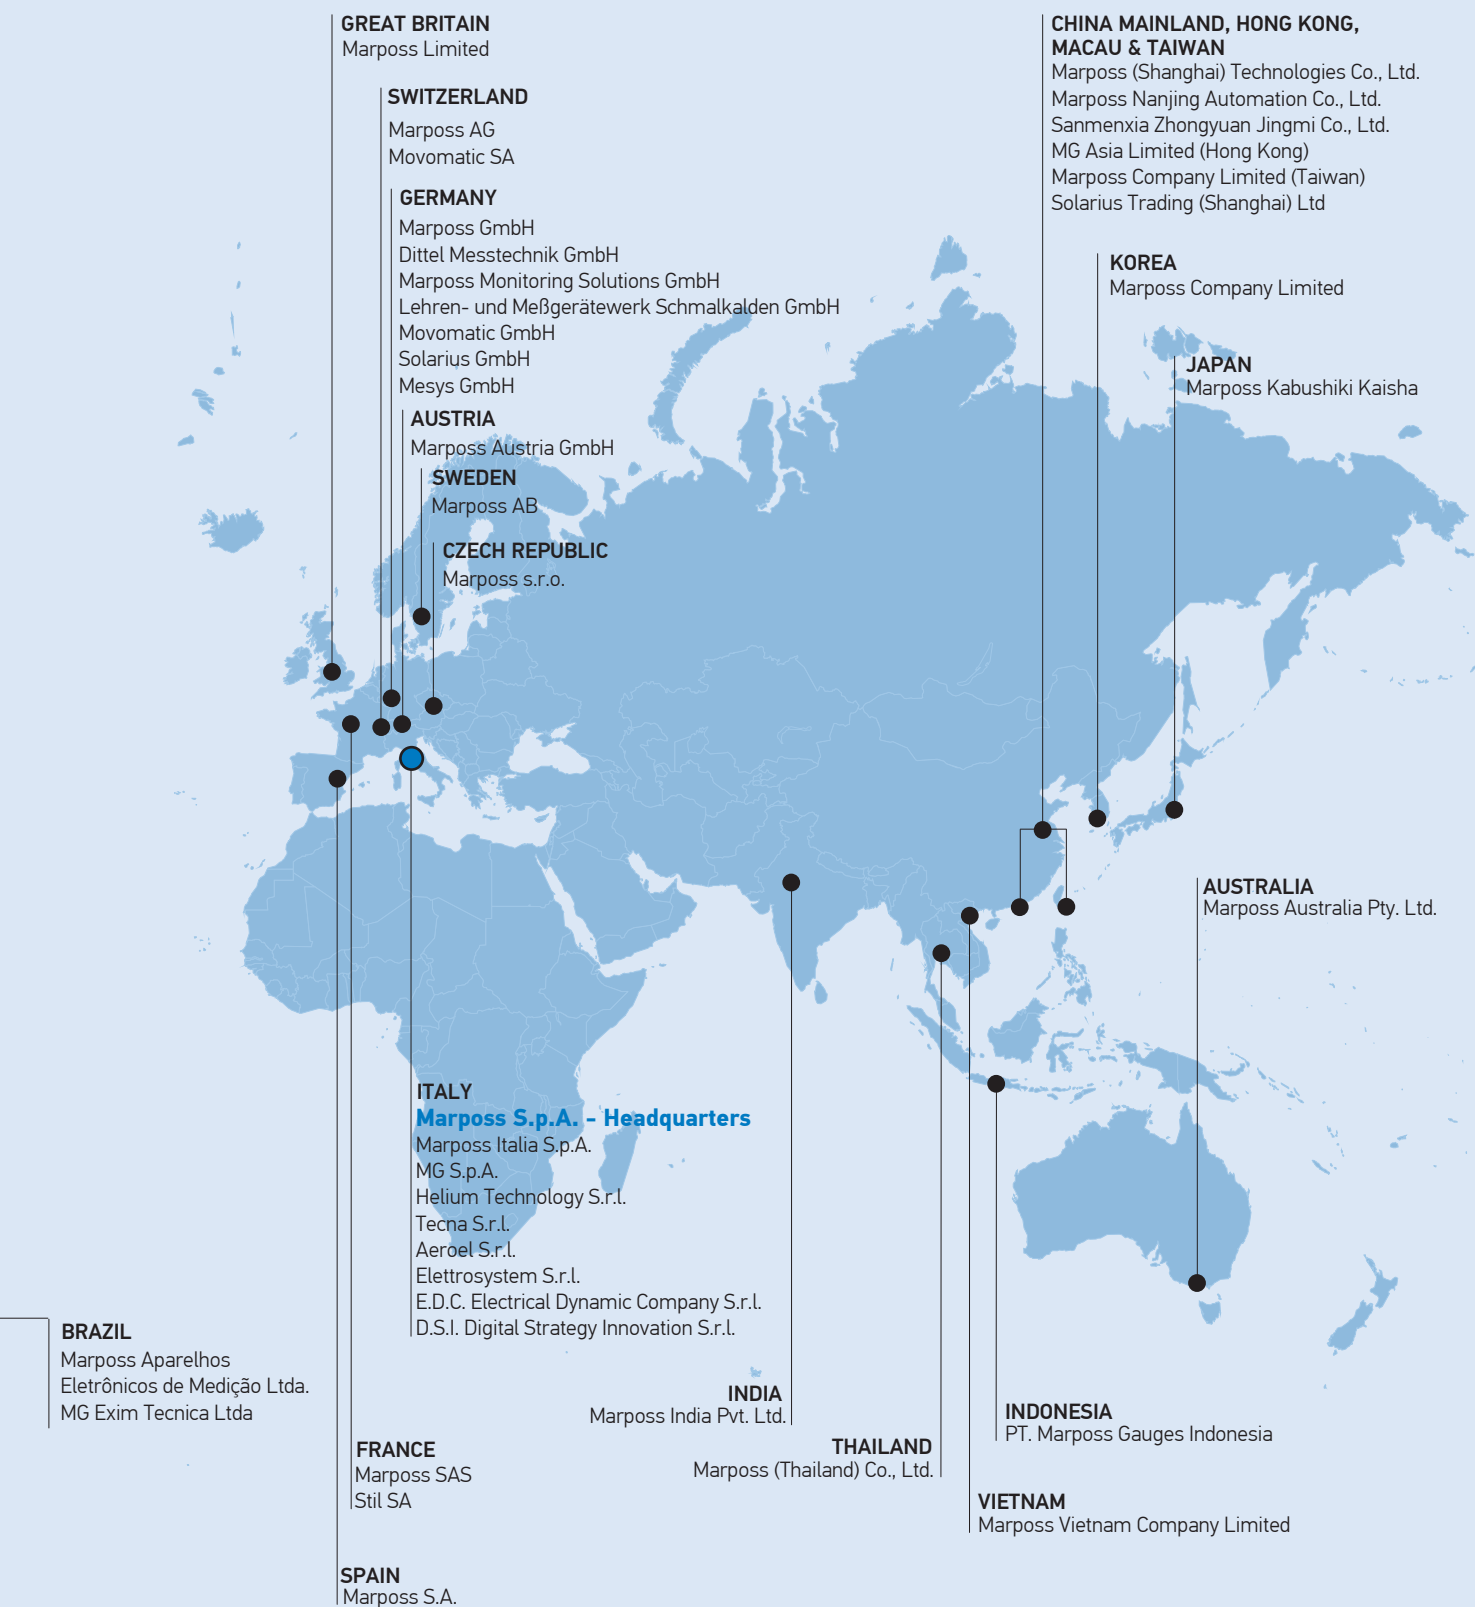 GREAT BRITAIN
Marposs Limited
SWITZERLAND
Marposs AG
Movomatic SA
GERMANY
Marposs GmbH
Dittel Messtechnik GmbH
Marposs Monitoring Solutions GmbH
Lehren- und Meßgerätewerk Schmalkalden GmbH
Movomatic GmbH
Solarius GmbH
Mesys GmbH
AUSTRIA
Marposs Austria GmbH
SWEDEN
Marposs AB
CZECH REPUBLIC
Marposs s.r.o.
CHINA MAINLAND, HONG KONG,
MACAU & TAIWAN
Marposs (Shanghai) Technologies Co., Ltd.
Marposs Nanjing Automation Co., Ltd.
Sanmenxia Zhongyuan Jingmi Co., Ltd.
MG Asia Limited (Hong Kong)
Marposs Company Limited (Taiwan)
Solarius Trading (Shanghai) Ltd
KOREA
Marposs Company Limited
JAPAN
Marposs Kabushiki Kaisha
AUSTRALIA
Marposs Australia Pty. Ltd.
ITALY
Marposs S.p.A. - Headquarters
Marposs Italia S.p.A.
MG S.p.A.
Helium Technology S.r.l.
Tecna S.r.l.
Aeroel S.r.l.
Elettrosystem S.r.l.
E.D.C. Electrical Dynamic Company S.r.l.
D.S.I. Digital Strategy Innovation S.r.l.
BRAZIL
Marposs Aparelhos
Eletrônicos de Medição Ltda.
MG Exim Tecnica Ltda
INDIA
Marposs India Pvt. Ltd.
INDONESIA
PT. Marposs Gauges Indonesia
FRANCE
Marposs SAS
Stil SA
THAILAND
Marposs (Thailand) Co., Ltd.
VIETNAM
Marposs Vietnam Company Limited
SPAIN
Marposs S.A.